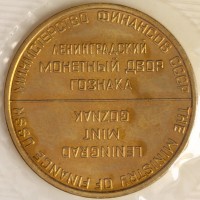 МИНИСТЕРСТВО ФИНАНСОВ СССР
ЛЕНИНГРАДСКИЙ
МОНЕТНЫЙ ДВОР
ГОЗНАКА
LENINGRAD
MINT
GOZNAK
THE MINISTRY OF FINANCE USSR